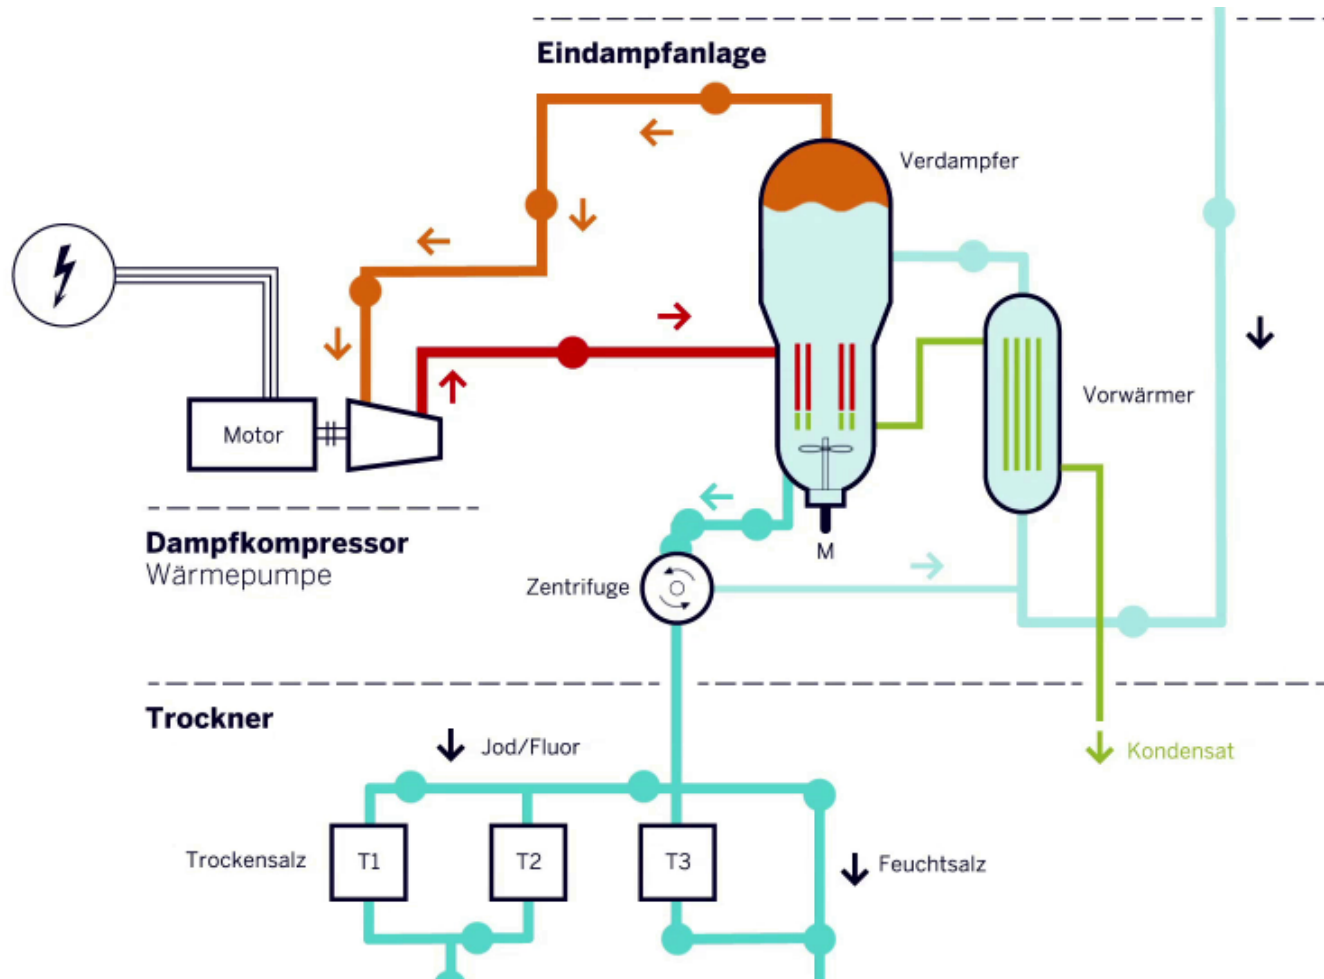 Eindampfanlage
Verdampfer
Vorwärmer
Motor
Dampfkompressor
Wärmepumpe
M
Zentrifuge
Trockner
Jod/Fluor
Kondensat
Trockensalz
T1
T2
T3
Feuchtsalz